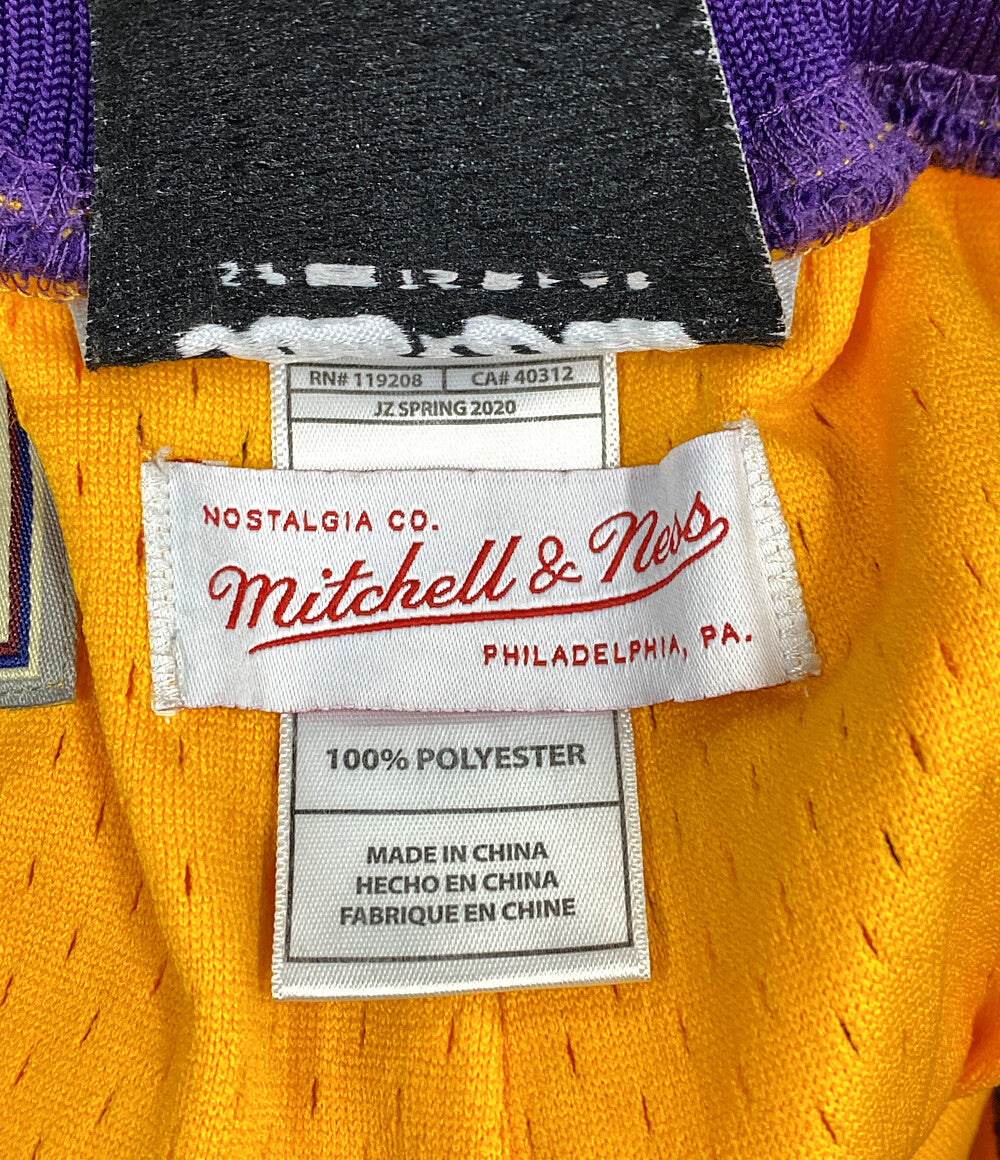 RN# 119208 CA# 40312
JZ SPRING 2020
NOSTALGIA CO.
Mitchell & Ness
PHILADELPHIA, PA.
100% POLYESTER
MADE IN CHINA
HECHO EN CHINA
FABRIQUE EN CHINE